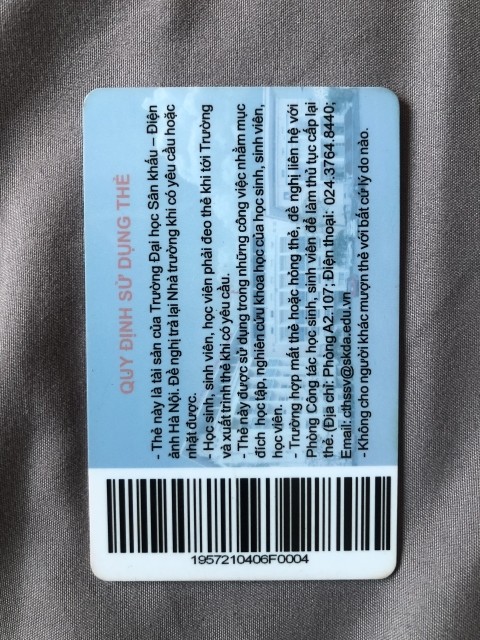 QUY ĐỊNH SỬ DỤNG THẺ
- Thẻ này là tài sản của Trường Đại học Sân khấu – Điện
ảnh Hà Nội. Đề nghị trả lại Nhà trường khi có yêu cầu hoặc
nhặt được.
- Học sinh, sinh viên, học viên phải đeo thẻ khi tới Trường
và xuất trình thẻ khi có yêu cầu.
- Thẻ này được sử dụng trong những công việc nhằm mục
đích học tập, nghiên cứu khoa học của học sinh, sinh viên,
học viên.
- Trường hợp mất thẻ hoặc hỏng thẻ, đề nghị liên hệ với
Phòng Công tác học sinh, sinh viên để làm thủ tục cấp lại
thẻ. (Địa chỉ: Phòng A2.107; Điện thoại: 024.3764.8440;
Email: cthssv@skda.edu.vn
- Không cho người khác mượn thẻ với bất cứ lý do nào.
1957210406F0004